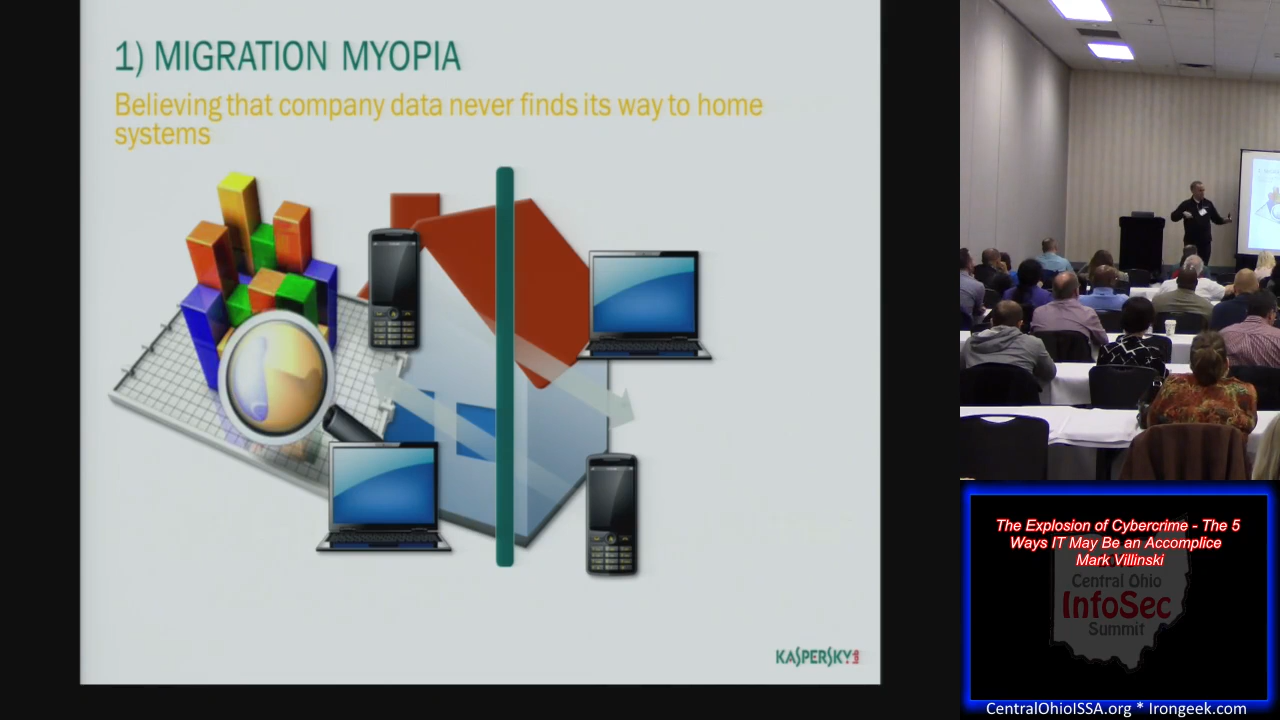 1) MIGRATION MYOPIA
Believing that company data never finds its way to home
systems
KASPERSKY lab
The Explosion of Cybercrime - The 5
Ways IT May Be an Accomplice
Mark Villinski
Central Ohio
InfoSec
Summit
CentralOhioISSA.org * Irongeek.com